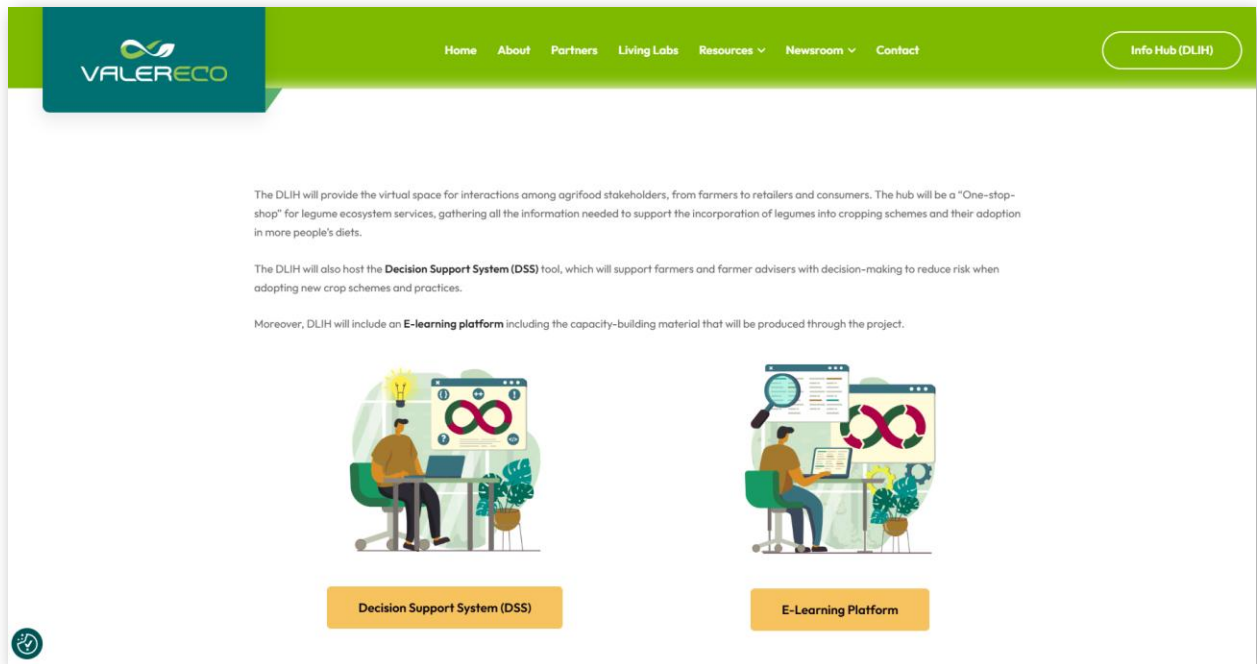 VALERECO
Home About Partners Living Labs Resources Newsroom Contact
Info Hub (DLIH)
The DLIH will provide the virtual space for interactions among agrifood stakeholders, from farmers to retailers and consumers. The hub will be a “One-stop-
shop” for legume ecosystem services, gathering all the information needed to support the incorporation of legumes into cropping schemes and their adoption
in more people's diets.
The DLIH will also host the Decision Support System (DSS) tool, which will support farmers and farmer advisers with decision-making to reduce risk when
adopting new crop schemes and practices.
Moreover, DLIH will include an E-learning platform including the capacity-building material that will be produced through the project.
Decision Support System (DSS)
E-Learning Platform